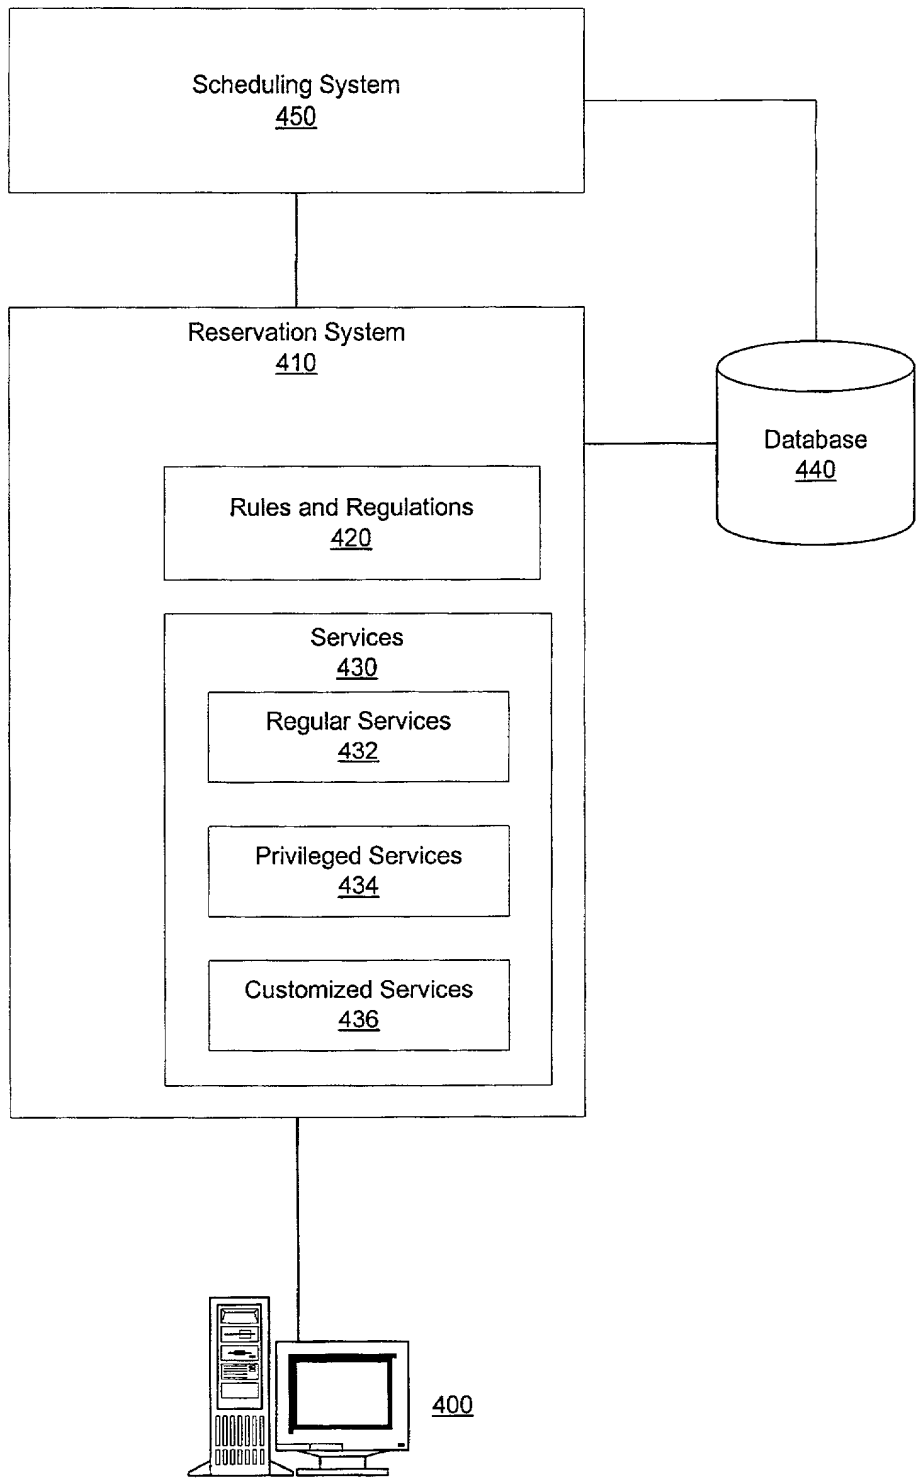 Scheduling System
450
Reservation System
410
Database
440
Rules and Regulations
420
Services
430
Regular Services
432
Privileged Services
434
Customized Services
436
400